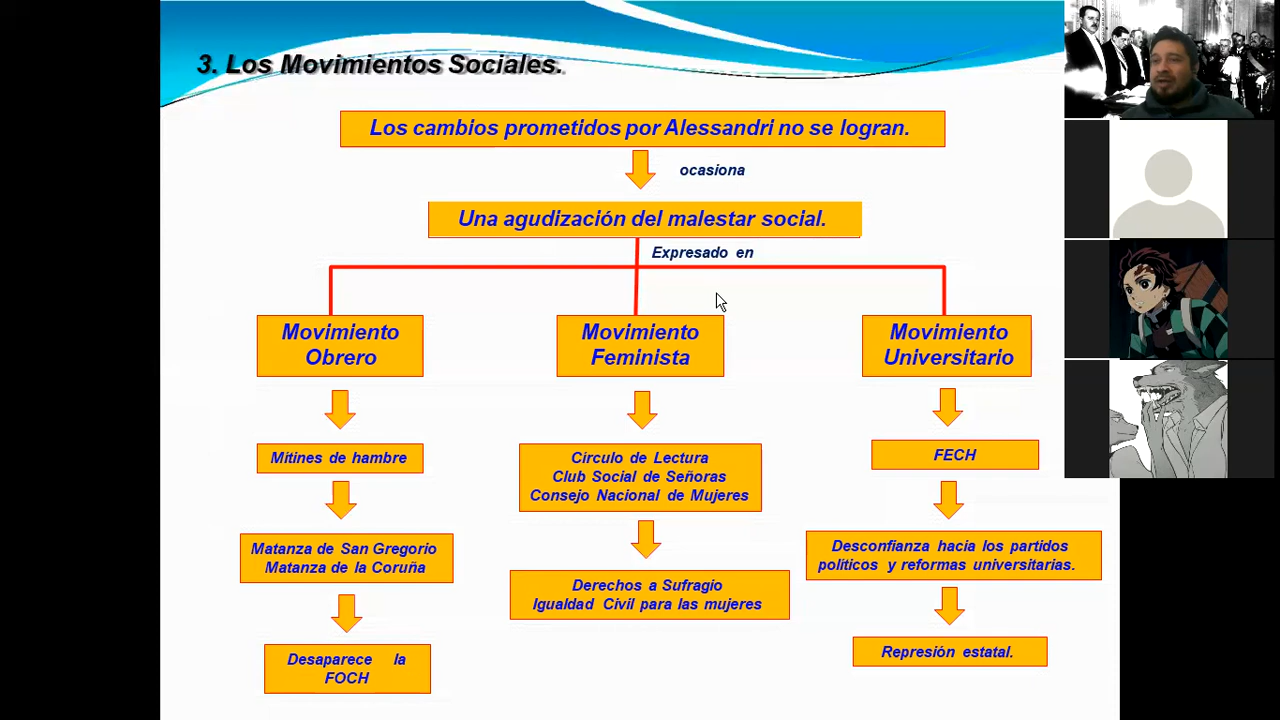 3. Los Movimientos Sociales.
Los cambios prometidos por Alessandri no se logran.
ocasiona
Una agudización del malestar social.
Expresado en
Movimiento
Obrero
Mítines de hambre
Matanza de San Gregorio
Matanza de la Coruña
Desaparece la
FOCH
Movimiento
Feminista
Círculo de Lectura
Club Social de Señoras
Consejo Nacional de Mujeres
Derechos a Sufragio
Igualdad Civil para las mujeres
Movimiento
Universitario
FECH
Desconfianza hacia los partidos
políticos y reformas universitarias.
Represión estatal.